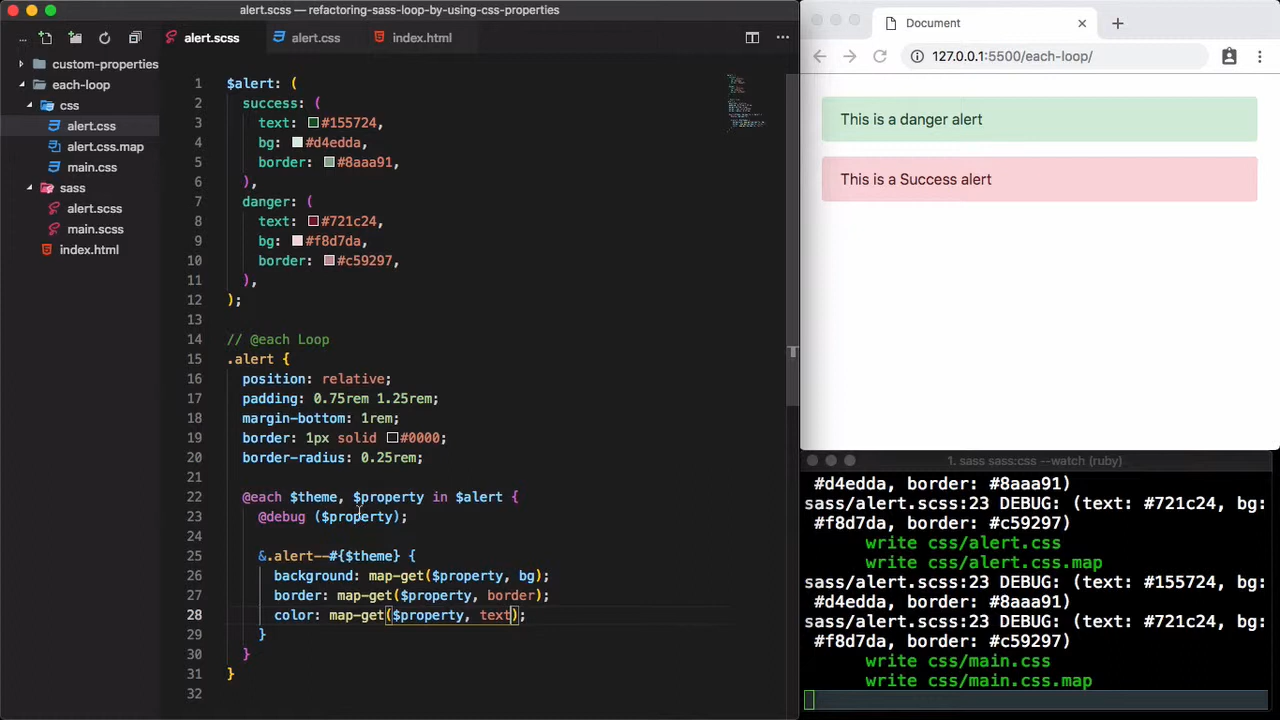 alert.scss — refactoring-sass-loop-by-using-css-properties
...
alert.scss
alert.css
index.html
custom-properties
each-loop
css
alert.css
alert.css.map
main.css
sass
alert.scss
main.scss
index.html
1 $alert: (
2 success: (
3 text: #155724,
4 bg: #d4edda,
5 border: #8aaa91,
6 ),
7 danger: (
8 text: #721c24,
9 bg: #f8d7da,
10 border: #c59297,
11 ),
12 );
13
14 // @each Loop
15 .alert {
16 position: relative;
17 padding: 0.75rem 1.25rem;
18 margin-bottom: 1rem;
19 border: 1px solid #0000;
20 border-radius: 0.25rem;
21
22 @each $theme, $property in $alert {
23 @debug ($property);
24
25 &.alert--#{$theme} {
26 background: map-get($property, bg);
27 border: map-get($property, border);
28 color: map-get($property, text);
29 }
30 }
31 }
32
Document
127.0.0.1:5500/each-loop/
This is a danger alert
This is a Success alert
1. sass sass:css --watch (ruby)
#d4edda, border: #8aaa91)
sass/alert.scss:23 DEBUG: (text: #721c24, bg:
#f8d7da, border: #c59297)
write css/alert.css
write css/alert.css.map
sass/alert.scss:23 DEBUG: (text: #155724, bg:
#d4edda, border: #8aaa91)
sass/alert.scss:23 DEBUG: (text: #721c24, bg:
#f8d7da, border: #c59297)
write css/main.css
write css/main.css.map